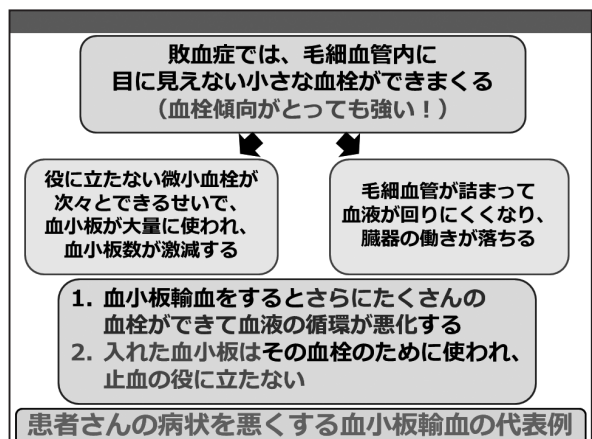 敗血症では、毛細血管内に
目に見えない小さな血栓ができまくる
（血栓傾向がとっても強い！）
役に立たない微小血栓が
次々とできるせいで、
血小板が大量に使われ、
血小板数が激減する
毛細血管が詰まって
血液が回りにくくなり、
臓器の働きが落ちる
1. 血小板輸血をするとさらにたくさんの
血栓ができて血液の循環が悪化する
2. 入れた血小板はその血栓のために使われ、
止血の役に立たない
患者さんの病状を悪くする血小板輸血の代表例